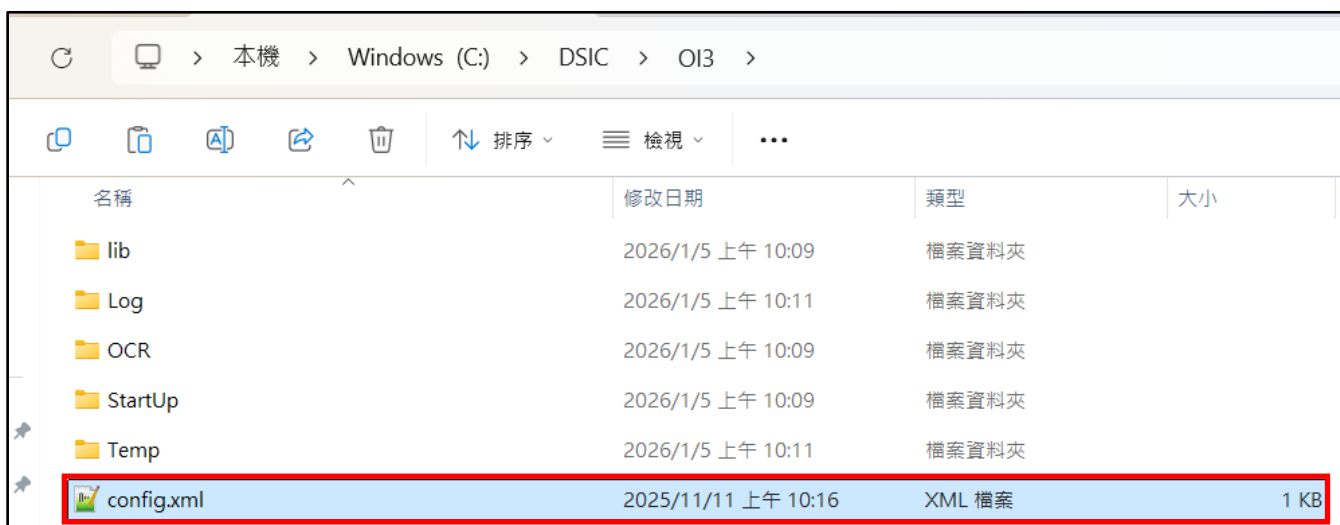 本機 > Windows (C:) > DSIC > OI3 >
排序 檢視
名稱 修改日期 類型 大小
lib 2026/1/5 上午 10:09 檔案資料夾
Log 2026/1/5 上午 10:11 檔案資料夾
OCR 2026/1/5 上午 10:09 檔案資料夾
StartUp 2026/1/5 上午 10:09 檔案資料夾
Temp 2026/1/5 上午 10:11 檔案資料夾
config.xml 2025/11/11 上午 10:16 XML 檔案 1 KB